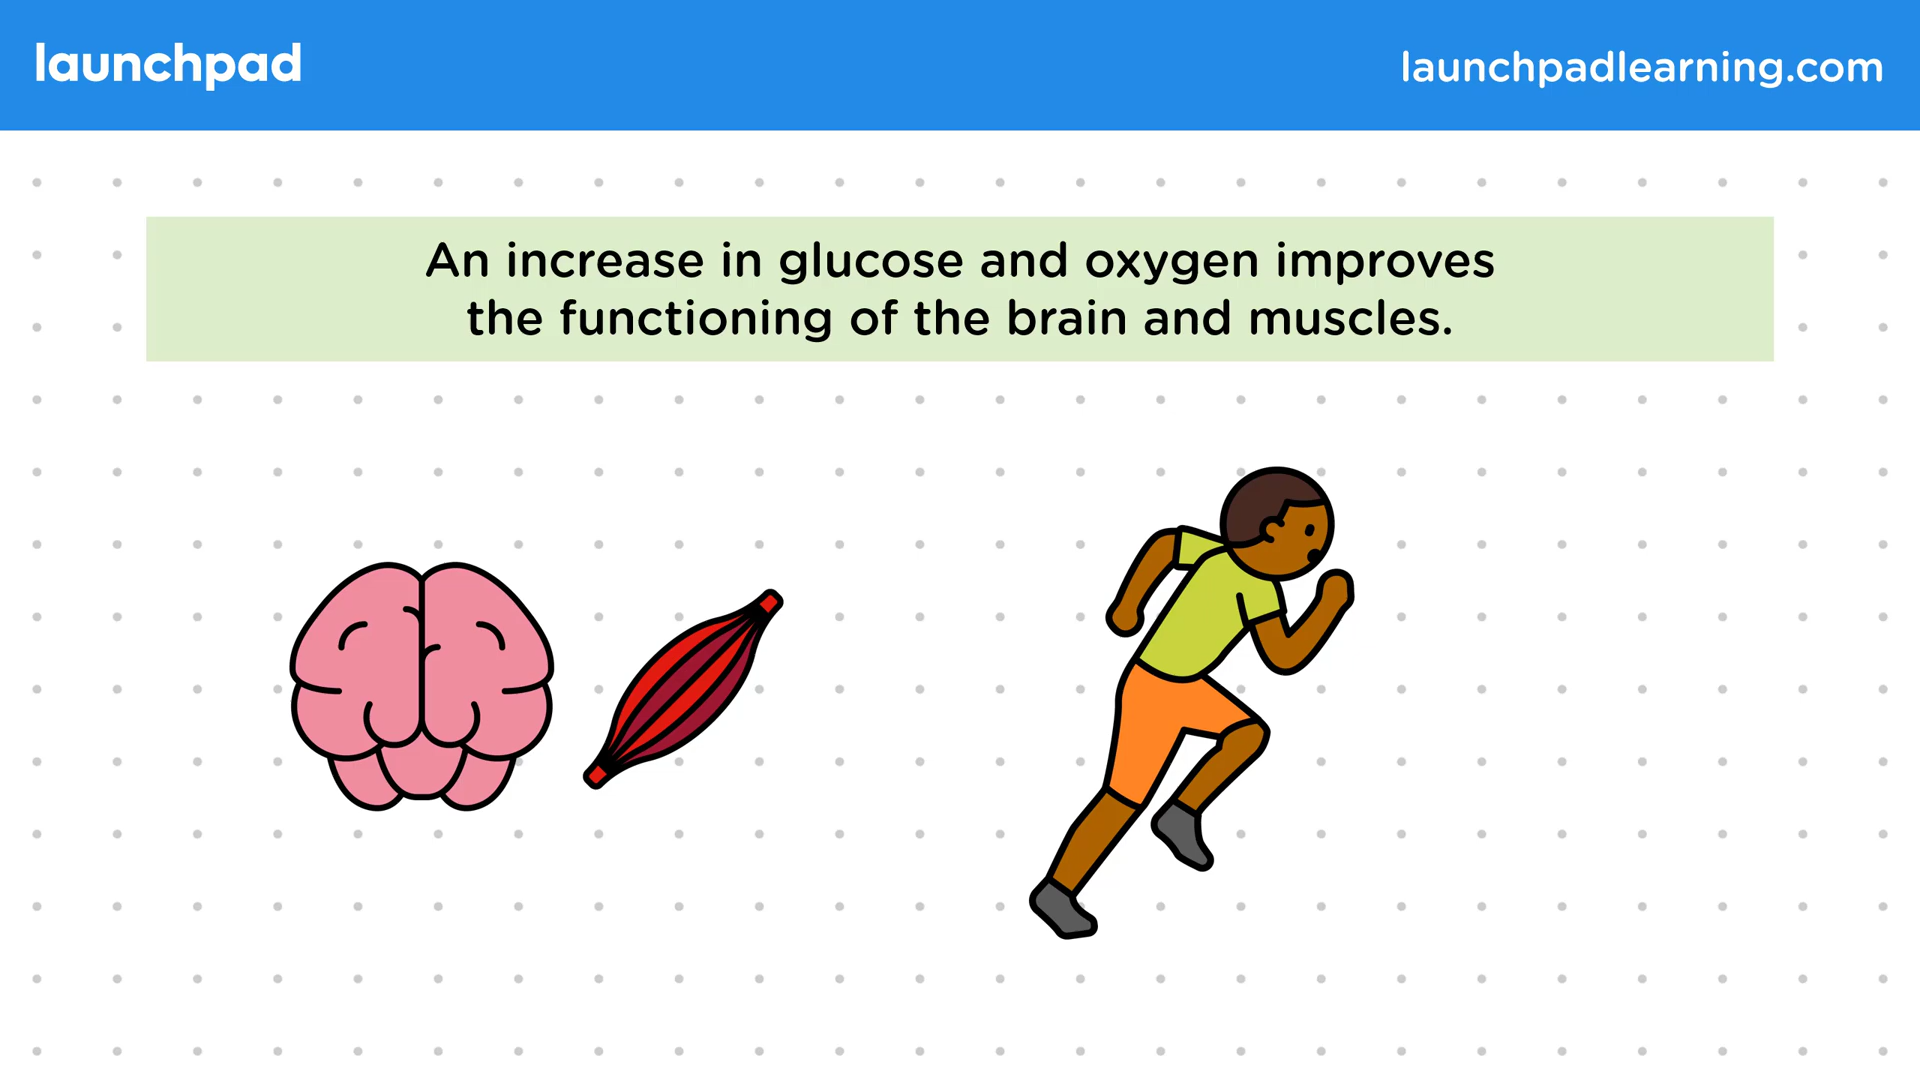 launchpad
launchpadlearning.com
An increase in glucose and oxygen improves
the functioning of the brain and muscles.